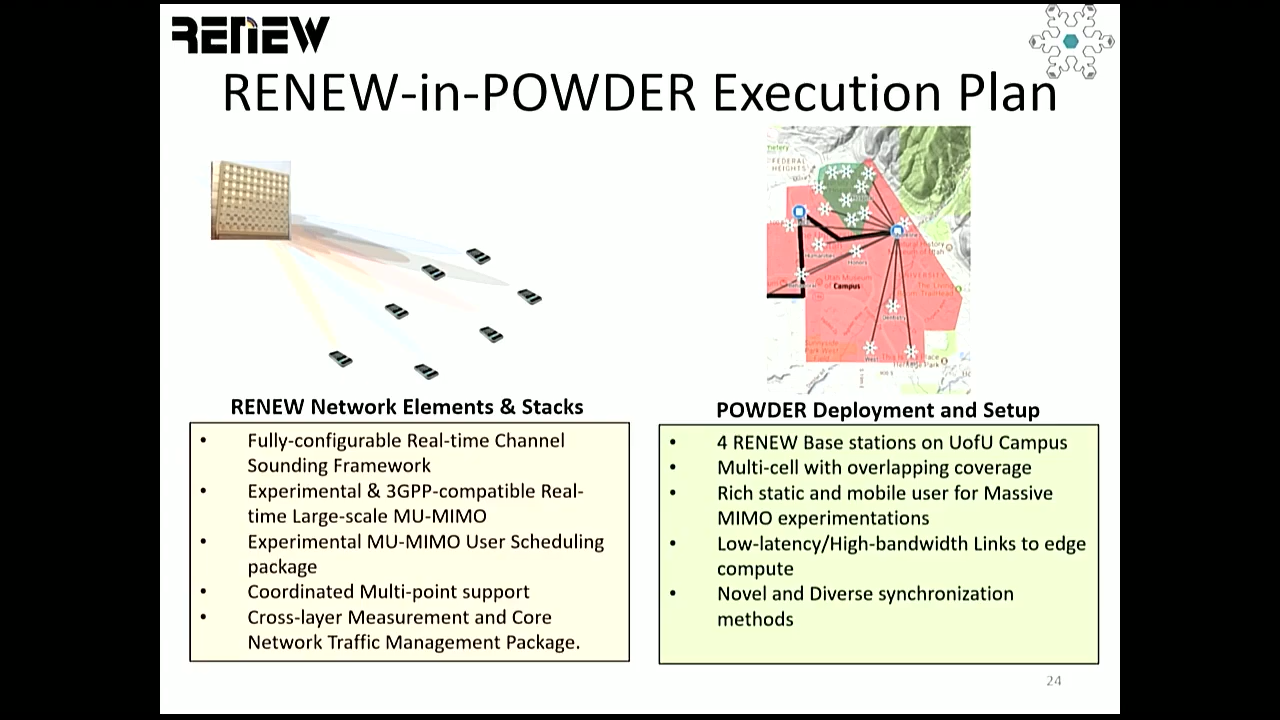 RENEW
RENEW-in-POWDER Execution Plan
FEDERAL
HEIGHTS
Campus
RENEW Network Elements & Stacks
• Fully-configurable Real-time Channel
Sounding Framework
• Experimental & 3GPP-compatible Real-
time Large-scale MU-MIMO
• Experimental MU-MIMO User Scheduling
package
• Coordinated Multi-point support
• Cross-layer Measurement and Core
Network Traffic Management Package.
POWDER Deployment and Setup
• 4 RENEW Base stations on UofU Campus
• Multi-cell with overlapping coverage
• Rich static and mobile user for Massive
MIMO experimentations
• Low-latency/High-bandwidth Links to edge
compute
• Novel and Diverse synchronization
methods
24